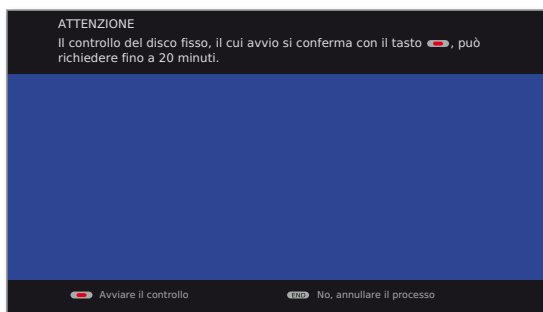 ATTENZIONE
Il controllo del disco fisso, il cui avvio si conferma con il tasto , può
richiedere fino a 20 minuti.
Avviare il controllo
END No, annullare il processo